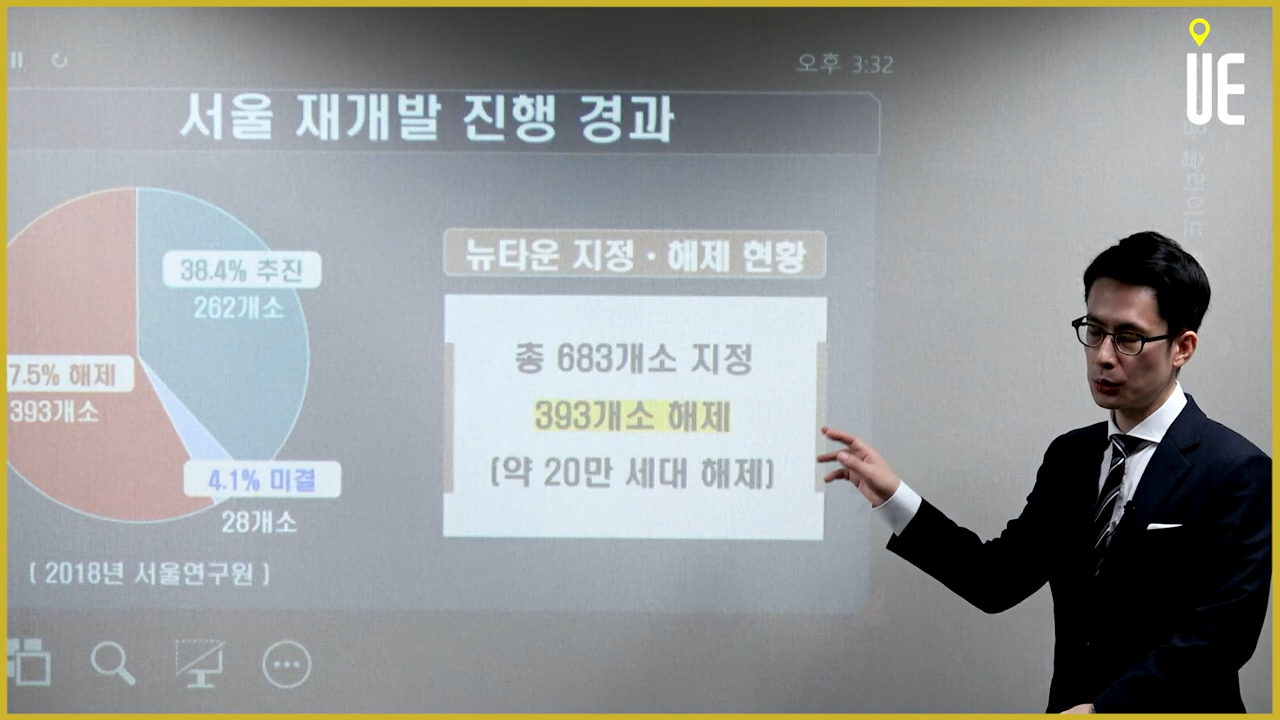 오후 3:32
UE
서울 재개발 진행 경과
38.4% 추진
262개소
7.5% 해제
393개소
4.1% 미결
28개소
( 2018년 서울연구원 )
뉴타운 지정·해제 현황
총 683개소 지정
393개소 해제
(약 20만 세대 해제)